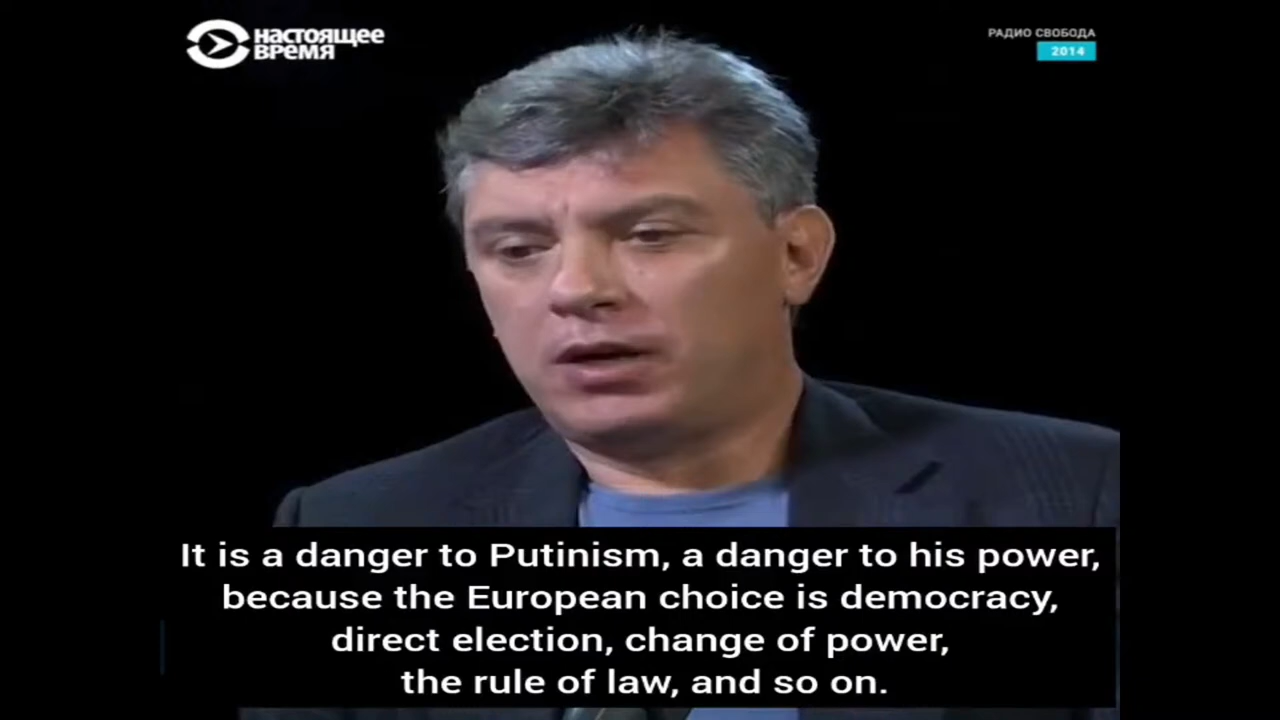 НАСТОЯЩЕЕ
ВРЕМЯ
РАДИО СВОБОДА
2014
It is a danger to Putinism, a danger to his power,
because the European choice is democracy,
direct election, change of power,
the rule of law, and so on.